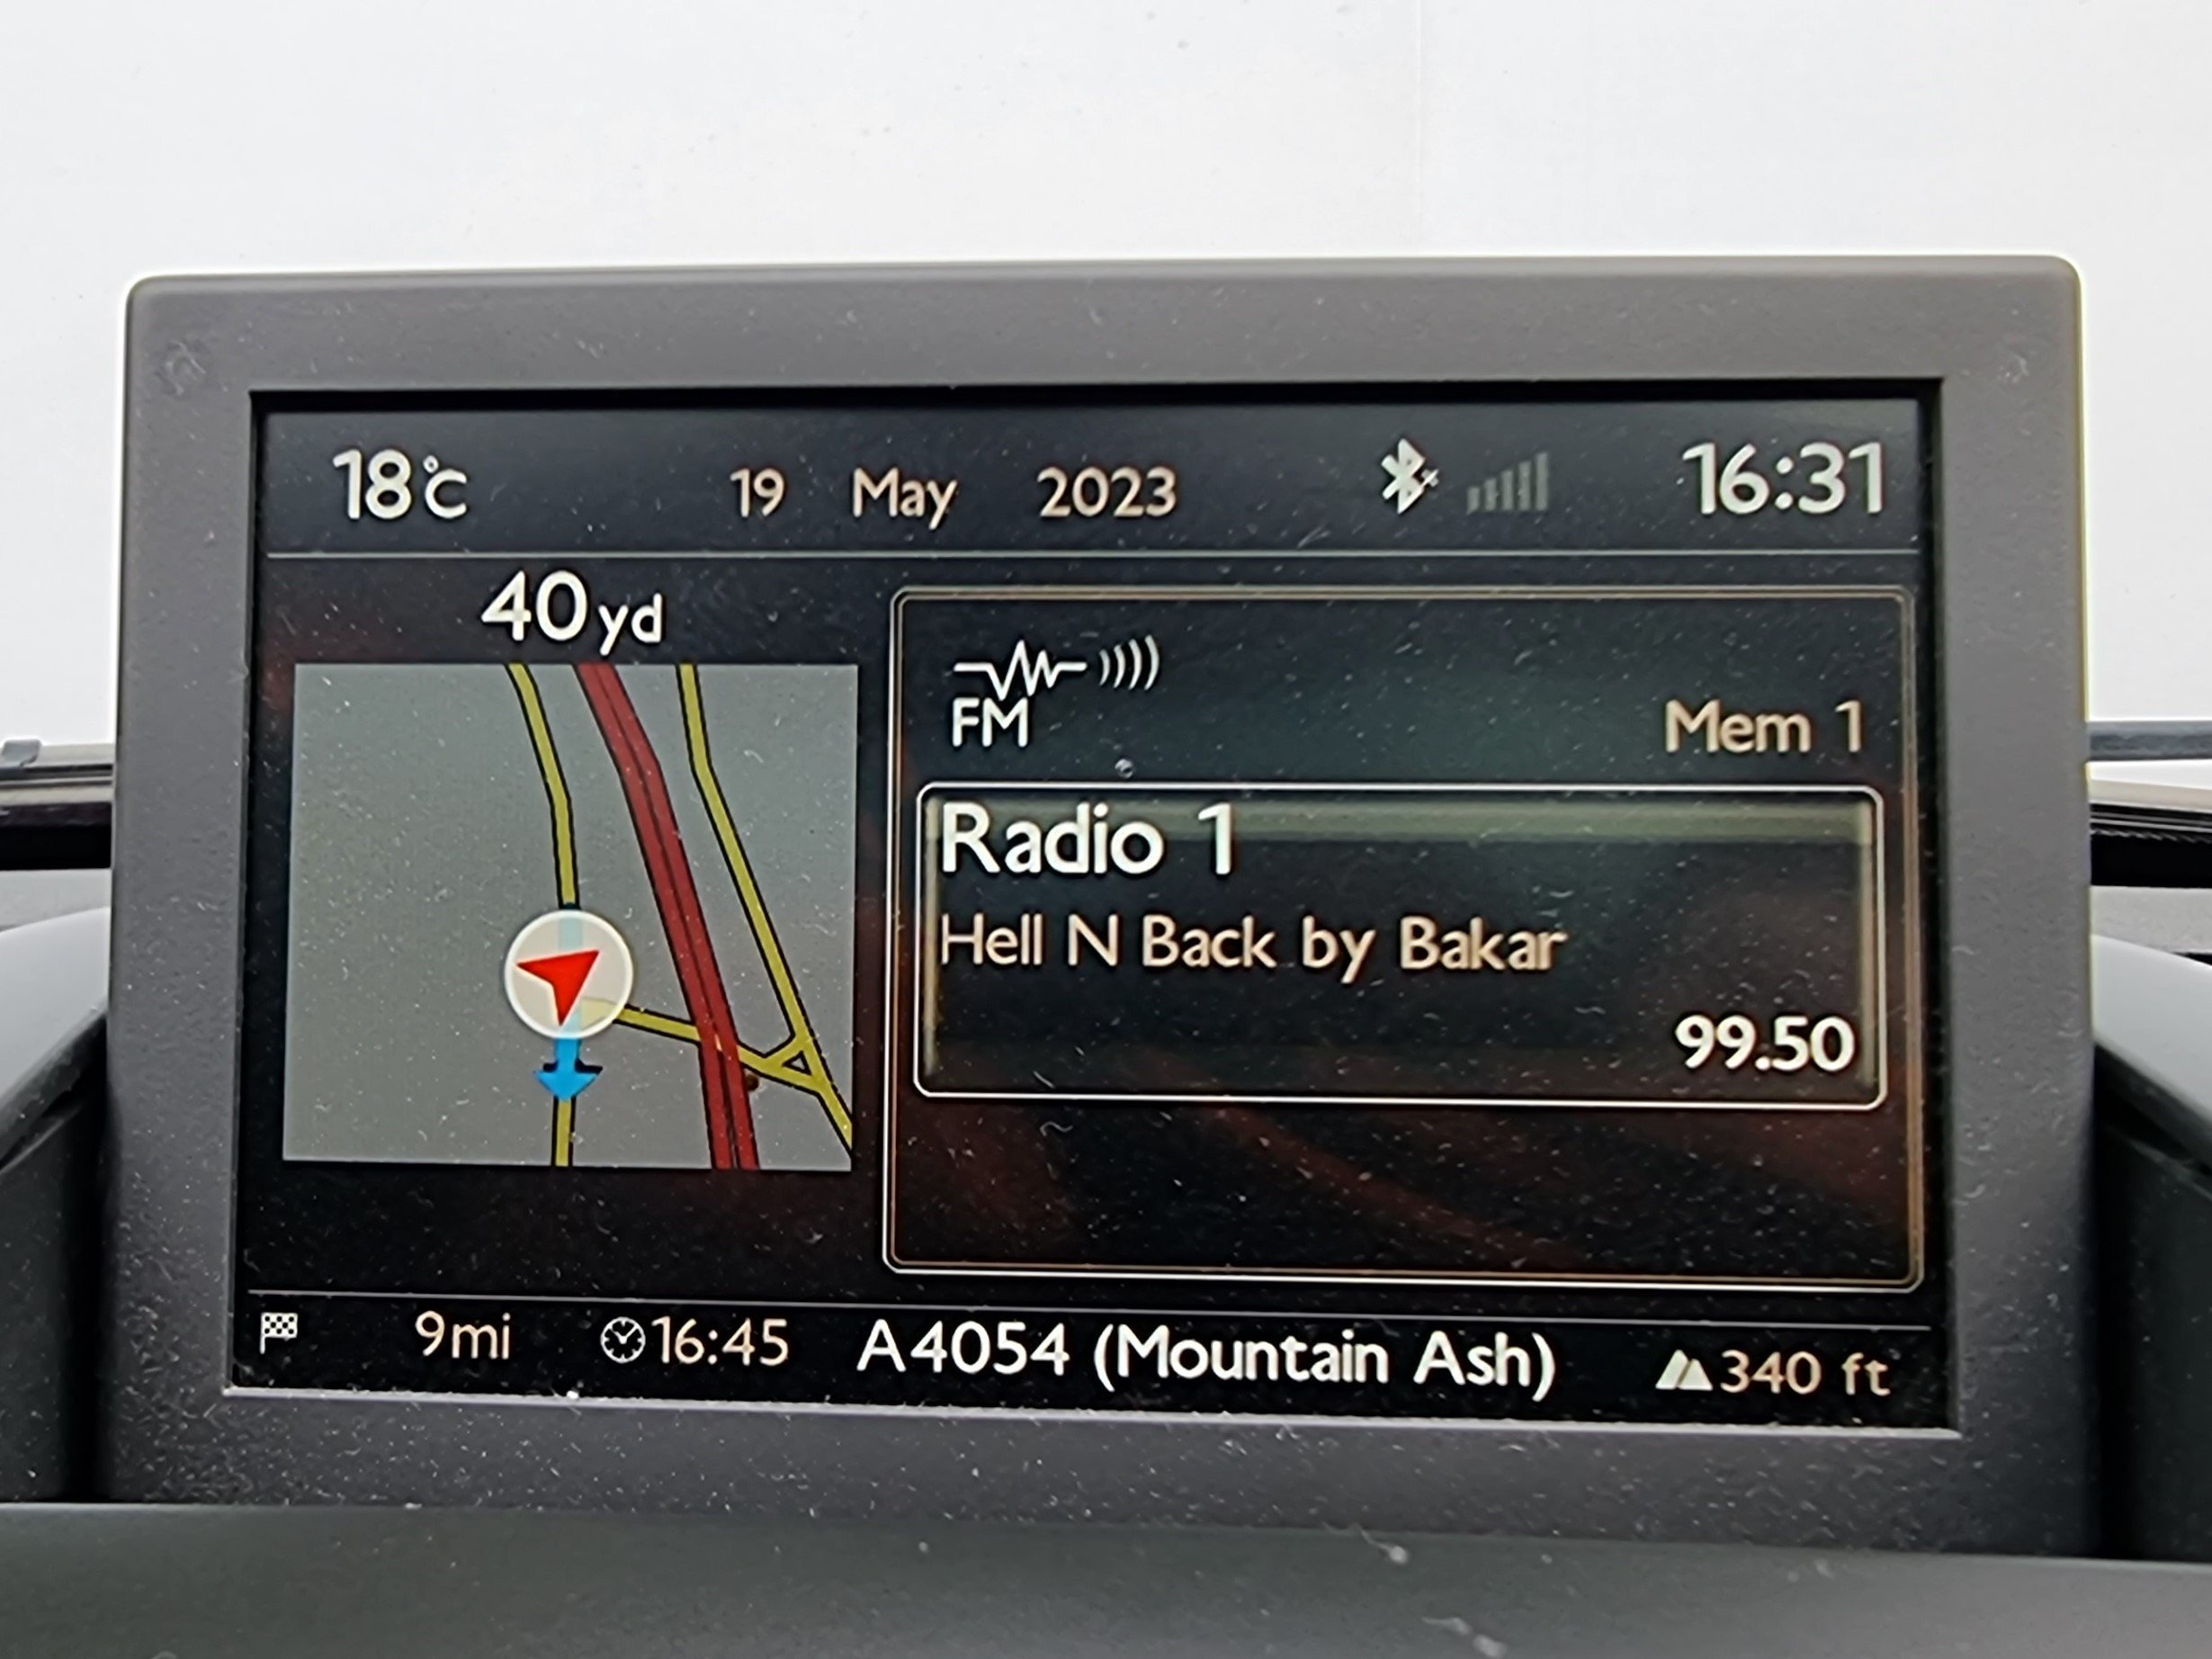 18°C 19 May 2023 16:31
40yd
FM
Mem 1
Radio 1
Hell N Back by Bakar
99.50
9mi 16:45 A4054 (Mountain Ash) 340 ft